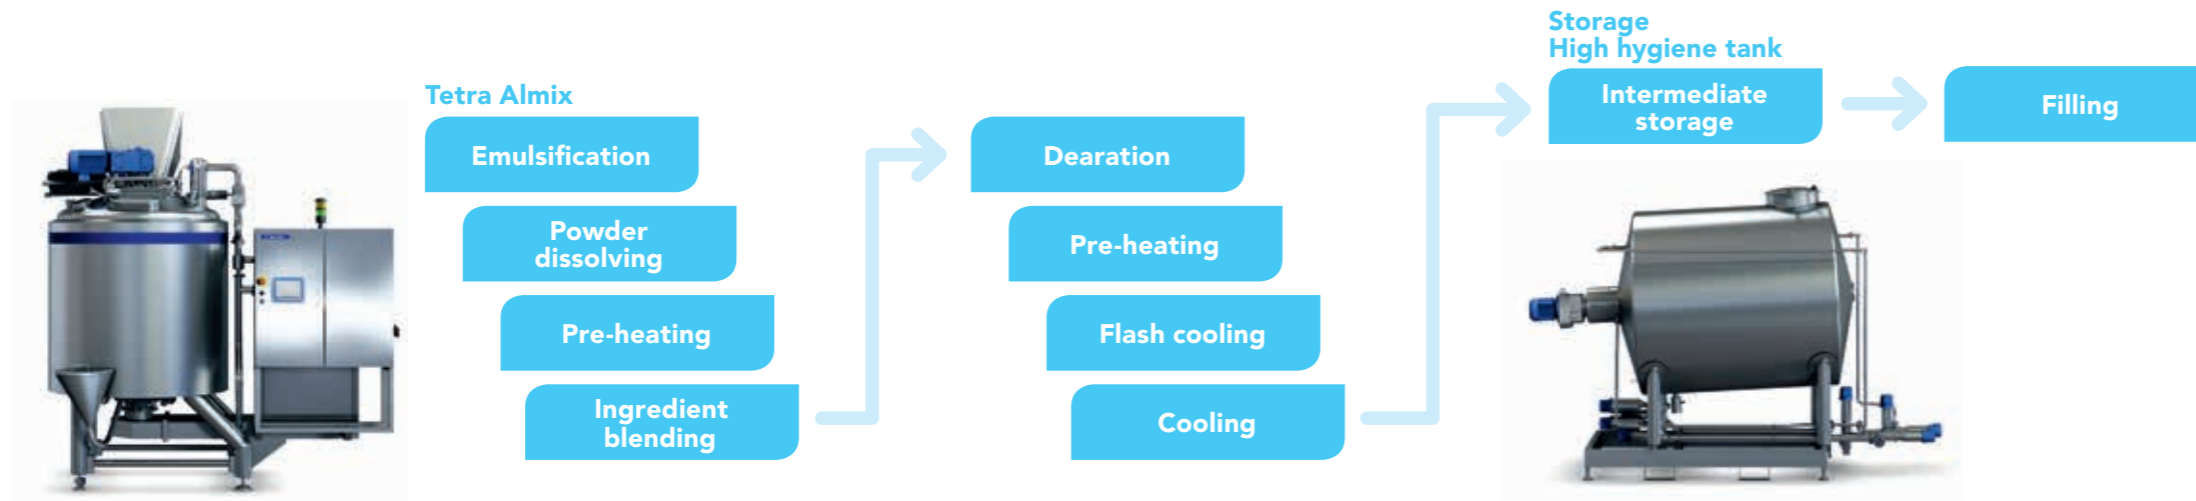 Tetra Almix
Emulsification
Powder
dissolving
Pre-heating
Ingredient
blending
Dearation
Pre-heating
Flash cooling
Cooling
Storage
High hygiene tank
Intermediate
storage
Filling